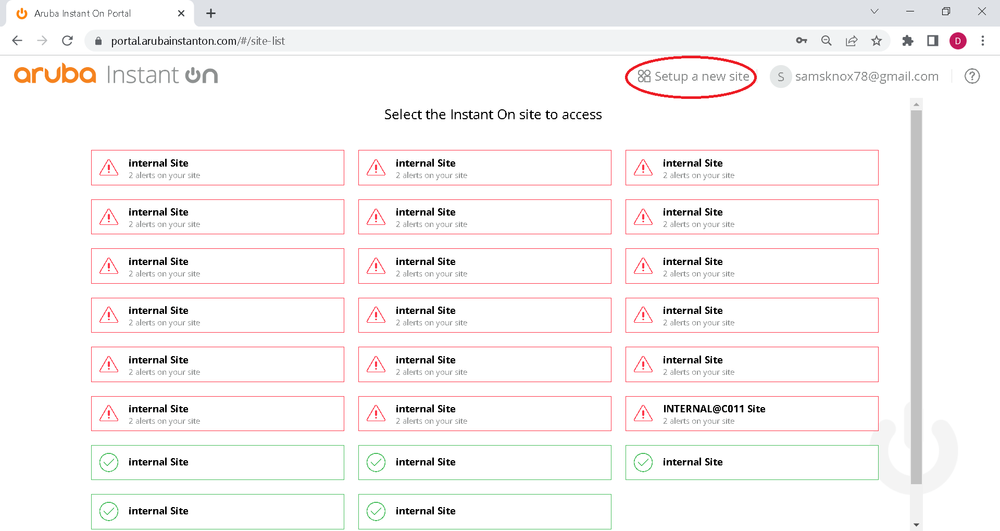 Aruba Instant On Portal
portal.arubainstanton.com/#/site-list
D
aruba Instant On
Setup a new site
S samsknox78@gmail.com
?
Select the Instant On site to access
internal Site internal Site internal Site
2 alerts on your site 2 alerts on your site 2 alerts on your site
internal Site internal Site internal Site
2 alerts on your site 2 alerts on your site 2 alerts on your site
internal Site internal Site internal Site
2 alerts on your site 2 alerts on your site 2 alerts on your site
internal Site internal Site internal Site
2 alerts on your site 2 alerts on your site 2 alerts on your site
internal Site internal Site internal Site
2 alerts on your site 2 alerts on your site 2 alerts on your site
internal Site internal Site INTERNAL@C011 Site
2 alerts on your site 2 alerts on your site 2 alerts on your site
internal Site internal Site internal Site
internal Site internal Site